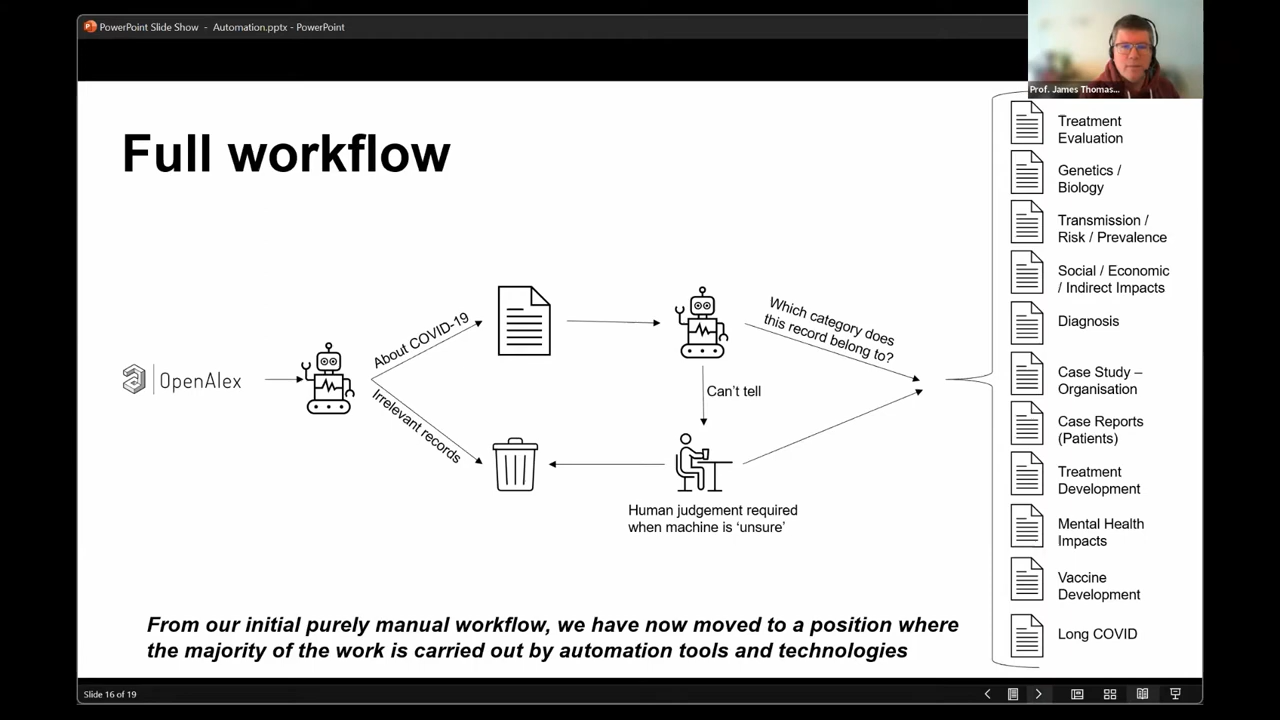 PowerPoint Slide Show - Automation.pptx - PowerPoint
Prof. James Thomas...
Full workflow
OpenAlex
About COVID-19
Irrelevant records
Which category does
this record belong to?
Can't tell
Human judgement required
when machine is 'unsure'
Treatment
Evaluation
Genetics /
Biology
Transmission /
Risk / Prevalence
Social / Economic
/ Indirect Impacts
Diagnosis
Case Study –
Organisation
Case Reports
(Patients)
Treatment
Development
Mental Health
Impacts
Vaccine
Development
Long COVID
From our initial purely manual workflow, we have now moved to a position where
the majority of the work is carried out by automation tools and technologies
Slide 16 of 19